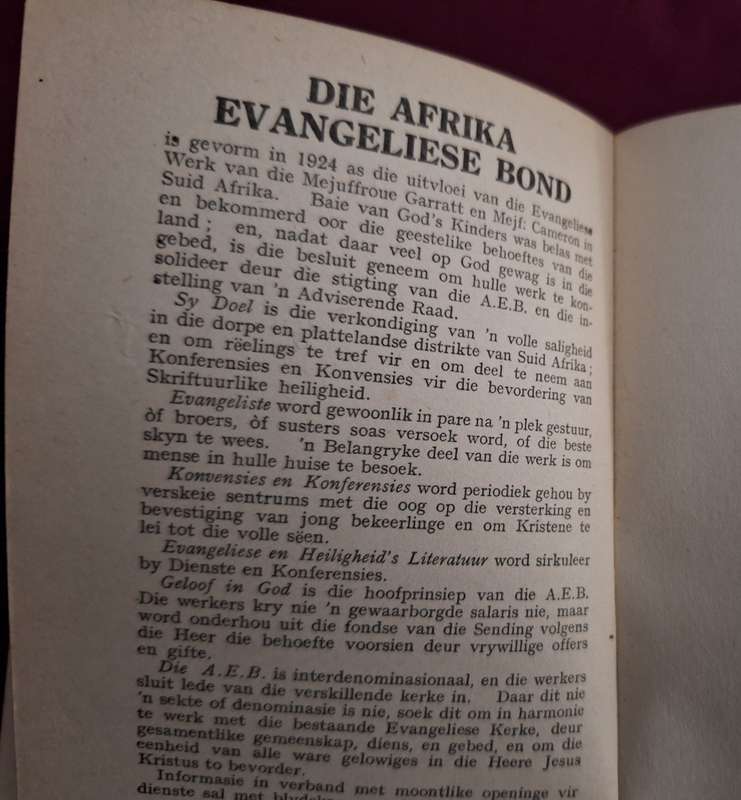 DIE AFRIKA
EVANGELIESE BOND
is gevorm in 1924 as die uitvloei van die Evangeliese
Werk van die Mejuffroue Garratt en Mejf: Cameron in
Suid Afrika. Baie van God's Kinders was belas met
en bekommerd oor die geestelike behoeftes van die
land ; en, nadat daar veel op God gewag is in die
gebed, is die besluit geneem om hulle werk te kon-
solideer deur die stigting van die A.E.B. en die in-
stelling van 'n Adviserende Raad.
Sy Doel is die verkondiging van 'n volle saligheid
in die dorpe en plattelandse distrikte van Suid Afrika ;
en om rëelings te tref vir en om deel te neem aan
Konferensies en Konvensies vir die bevordering van
Skriftuurlike heiligheid.
Evangeliste word gewoonlik in pare na 'n plek gestuur,
òf broers, òf susters soas versoek word, of die beste
skyn te wees. 'n Belangryke deel van die werk is om
mense in hulle huise te besoek.
Konvensies en Konferensies word periodiek gehou by
verskeie sentrums met die oog op die versterking en
bevestiging van jong bekeerlinge en om Kristene te
lei tot die volle sëen.
Evangeliese en Heiligheid's Literatuur word sirkuleer
by Dienste en Konferensies.
Geloof in God is die hoofprinsiep van die A.E.B.
Die werkers kry nie 'n gewaarborgde salaris nie, maar
word onderhou uit die fondse van die Sending volgens
die Heer die behoefte voorsien deur vrywillige offers
en gifte.
Die A.E.B. is interdenominasionaal, en die werkers
sluit lede van die verskillende kerke in. Daar dit nie
'n sekte of denominasie is nie, soek dit om in harmonie
te werk met die bestaande Evangeliese Kerke, deur
gesamentlike gemeenskap, diens, en gebed, en om die
eenheid van alle ware gelowiges in die Heere Jesus
Kristus te bevorder.
Informasie in verband met moontlike openinge vir
dienste sal met